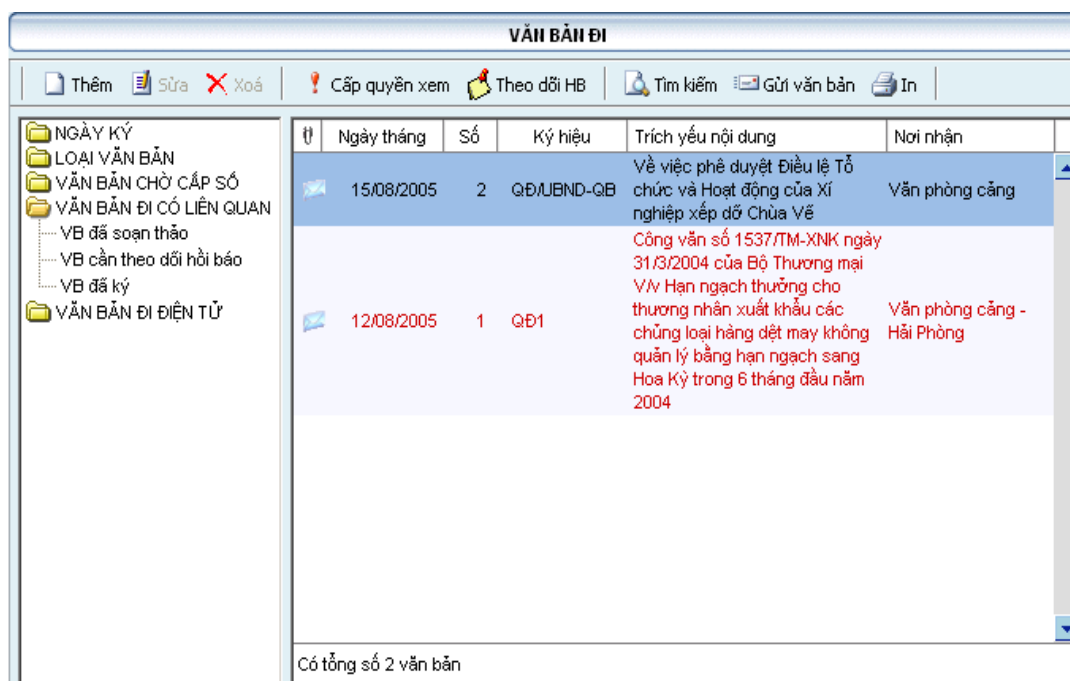 VĂN BẢN ĐI
Thêm Sửa Xoá Cấp quyền xem Theo dõi HB Tìm kiếm Gửi văn bản In
NGÀY KÝ
LOẠI VĂN BẢN
VĂN BẢN CHỜ CẤP SỐ
VĂN BẢN ĐI CÓ LIÊN QUAN
VB đã soạn thảo
VB cần theo dõi hồi báo
VB đã ký
VĂN BẢN ĐI ĐIỆN TỬ
Ngày tháng Số Ký hiệu Trích yếu nội dung Nơi nhận
Về việc phê duyệt Điều lệ Tổ
15/08/2005 2 QĐ/UBND-QB chức và Hoạt động của Xí Văn phòng cảng
nghiệp xếp dỡ Chùa Vẽ
Công văn số 1537/TM-XNK ngày
31/3/2004 của Bộ Thương mại
V/v Hạn ngạch thưởng cho
12/08/2005 1 QĐ1 thương nhân xuất khẩu các Văn phòng cảng -
chủng loại hàng dệt may không Hải Phòng
quản lý bằng hạn ngạch sang
Hoa Kỳ trong 6 tháng đầu năm
2004
Có tổng số 2 văn bản